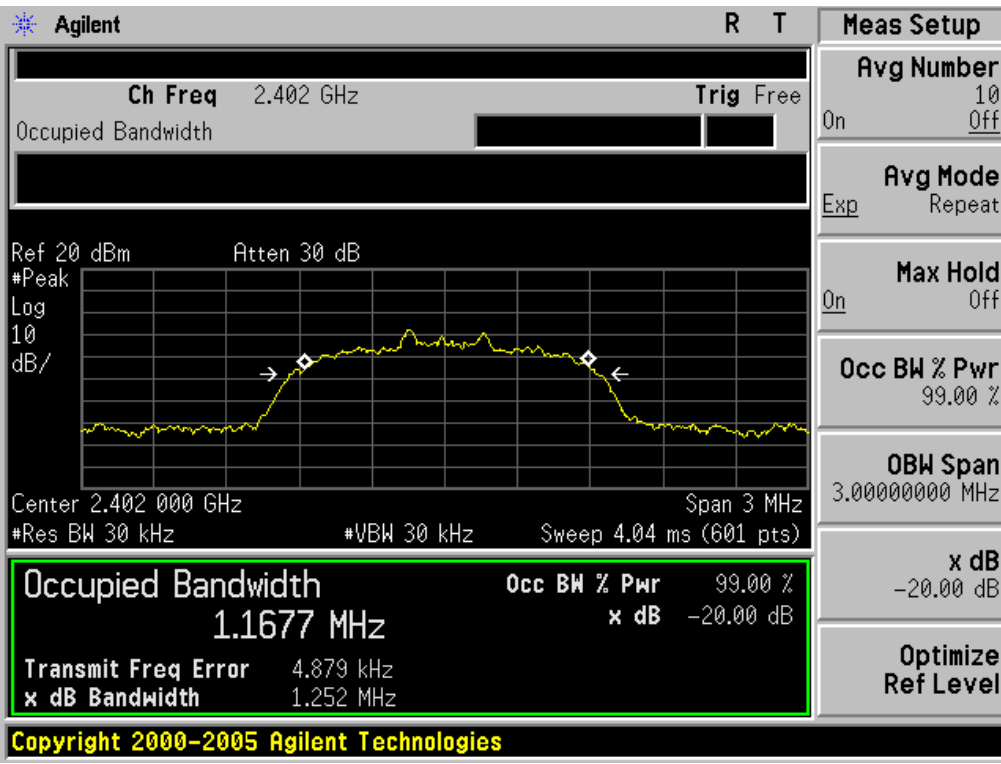 Agilent R T
Ch Freq 2.402 GHz Trig Free
Occupied Bandwidth
Ref 20 dBm Atten 30 dB
#Peak
Log
10
dB/
Center 2.402 000 GHz Span 3 MHz
#Res BW 30 kHz #VBW 30 kHz Sweep 4.04 ms (601 pts)
Occupied Bandwidth Occ BW % Pwr 99.00 %
1.1677 MHz x dB -20.00 dB
Transmit Freq Error 4.879 kHz
x dB Bandwidth 1.252 MHz
Copyright 2000-2005 Agilent Technologies
Meas Setup
Avg Number
10
On Off
Avg Mode
Exp Repeat
Max Hold
On Off
Occ BW % Pwr
99.00 %
OBW Span
3.00000000 MHz
x dB
-20.00 dB
Optimize
Ref Level